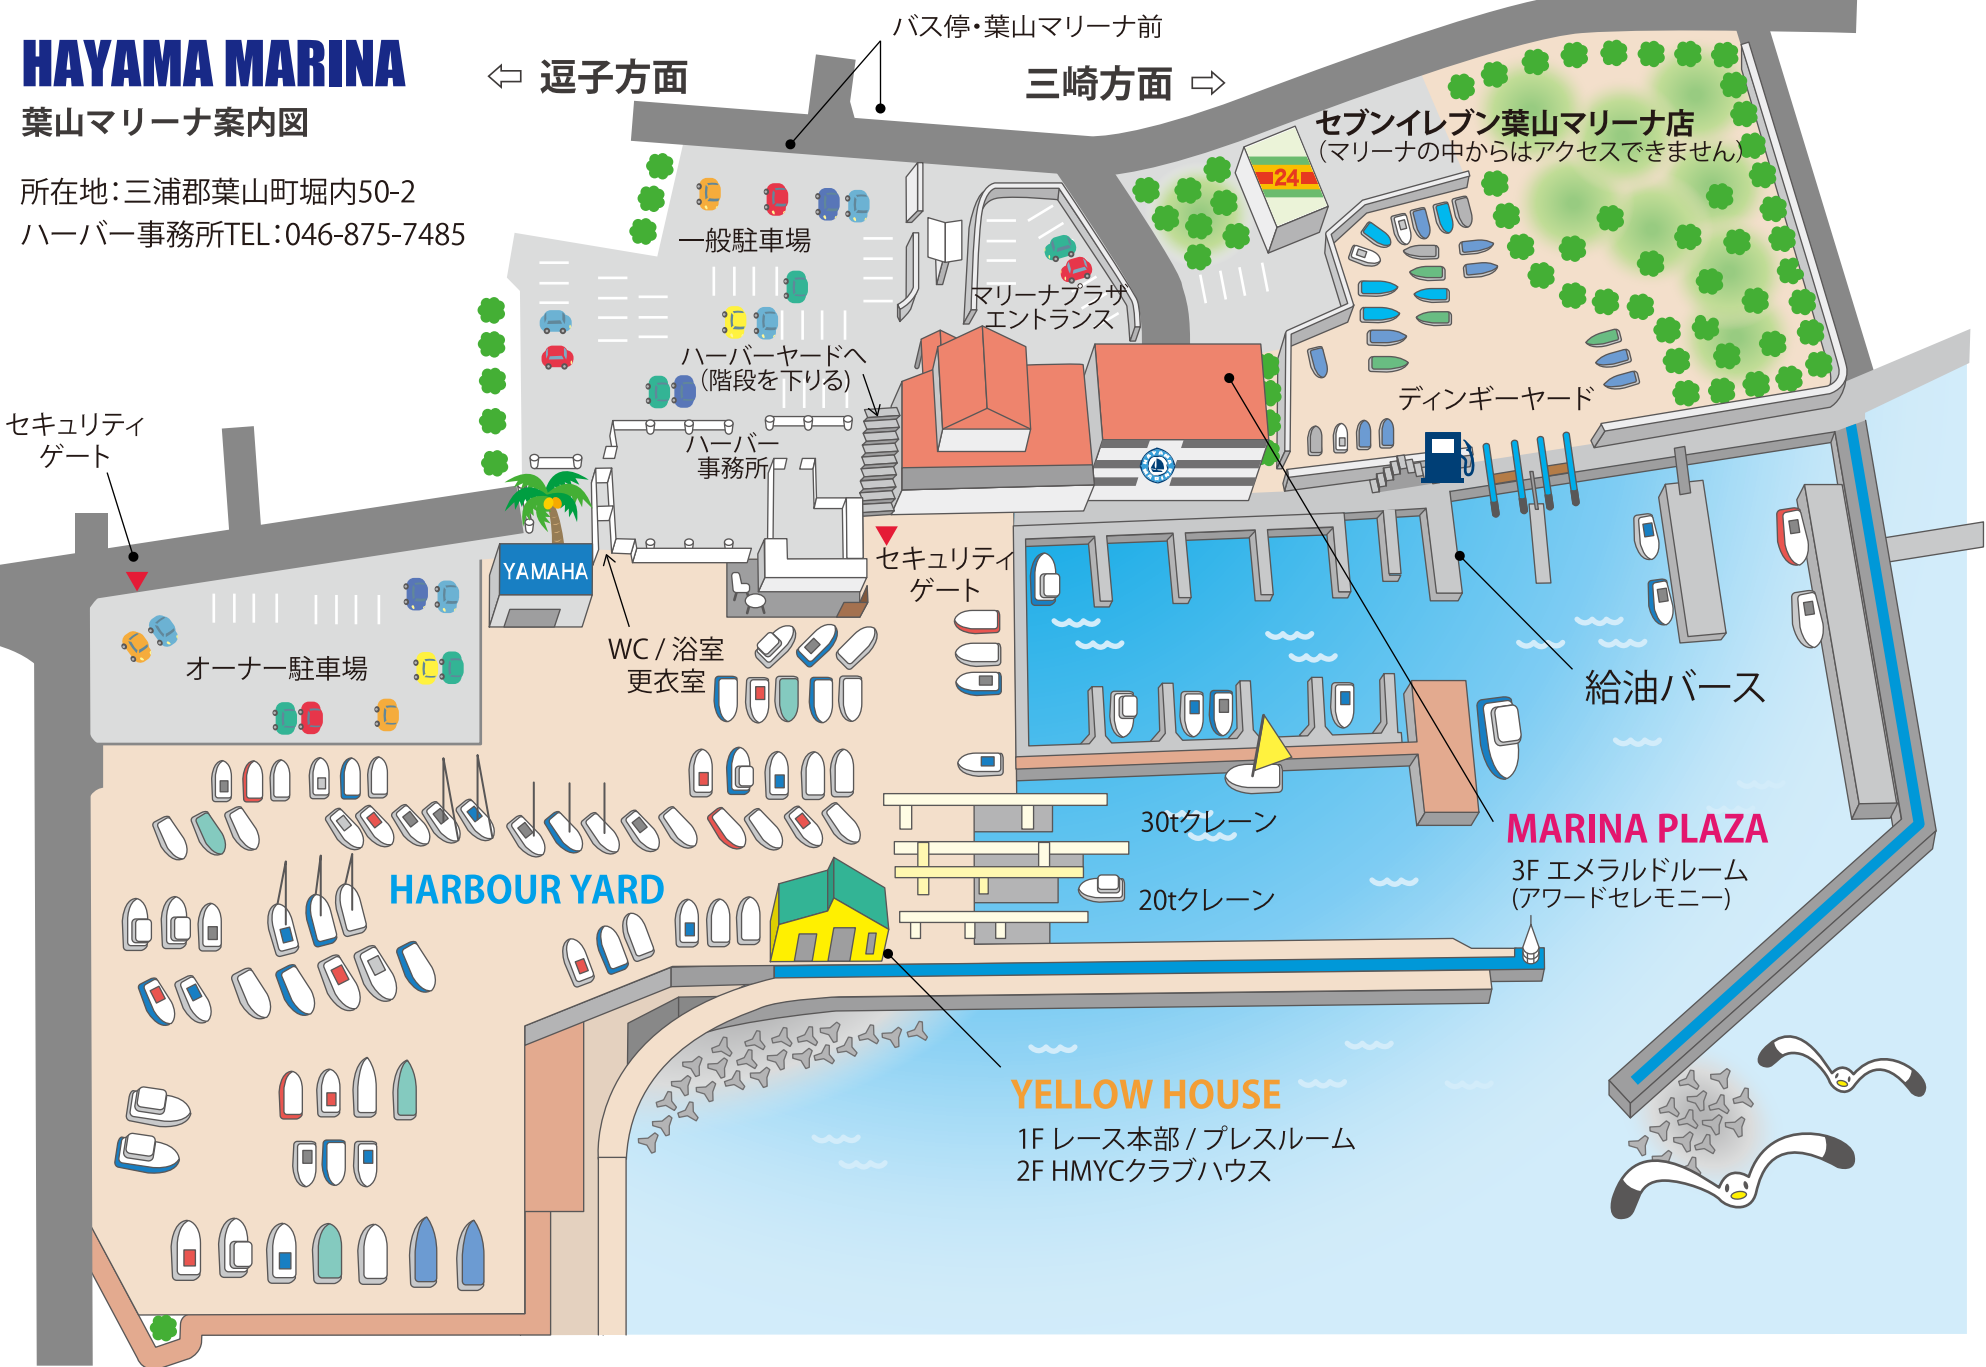 HAYAMA MARINA
葉山マリーナ案内図
所在地：三浦郡葉山町堀内50-2
ハーバー事務所TEL：046-875-7485
⇦ 逗子方面
バス停・葉山マリーナ前
三崎方面 ⇨
セブンイレブン葉山マリーナ店
（マリーナの中からはアクセスできません）
24
一般駐車場
マリーナプラザ
エントランス
ハーバーヤードへ
（階段を下りる）
ディンギーヤード
セキュリティ
ゲート
ハーバー
事務所
YAMAHA
セキュリティ
ゲート
WC / 浴室
更衣室
オーナー駐車場
給油バース
30tクレーン
20tクレーン
MARINA PLAZA
3F エメラルドルーム
（アワードセレモニー）
HARBOUR YARD
YELLOW HOUSE
1F レース本部 / プレスルーム
2F HMYCクラブハウス